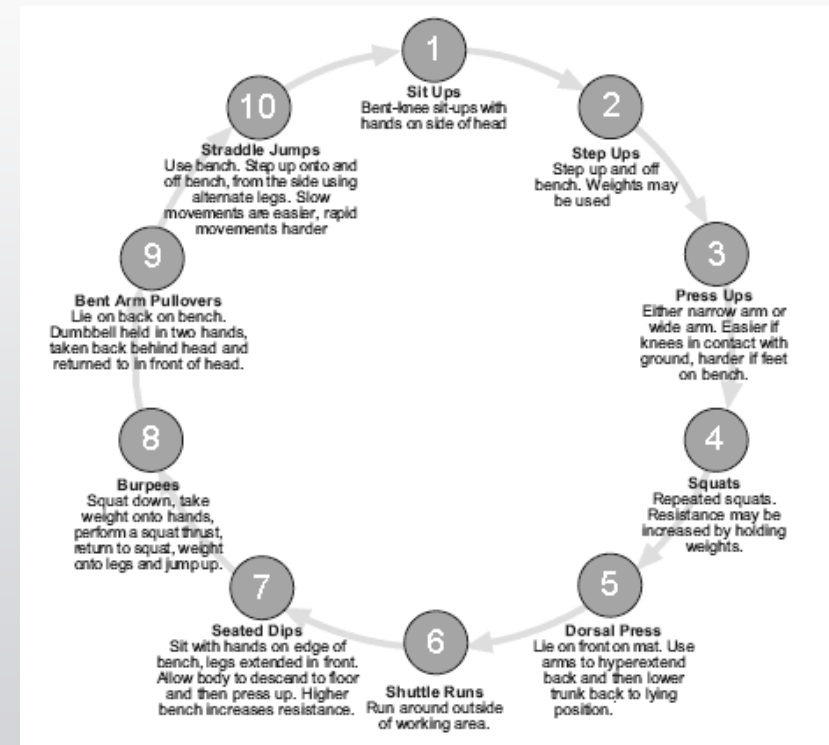 1
Sit Ups
Bent-knee sit-ups with
hands on side of head
2
Step Ups
Step up and off
bench. Weights may
be used
3
Press Ups
Either narrow arm or
wide arm. Easier if
knees in contact with
ground, harder if feet
on bench.
4
Squats
Repeated squats.
Resistance may be
increased by holding
weights.
5
Dorsal Press
Lie on front on mat. Use
arms to hyperextend
back and then lower
trunk back to lying
position.
6
Shuttle Runs
Run around outside
of working area.
7
Seated Dips
Sit with hands on edge of
bench, legs extended in front.
Allow body to descend to floor
and then press up. Higher
bench increases resistance.
8
Burpees
Squat down, take
weight onto hands,
perform a squat thrust,
return to squat, weight
onto legs and jump up.
9
Bent Arm Pullovers
Lie on back on bench.
Dumbbell held in two hands,
taken back behind head and
returned to in front of head.
10
Straddle Jumps
Use bench. Step up onto and
off bench, from the side using
alternate legs. Slow
movements are easier, rapid
movements harder